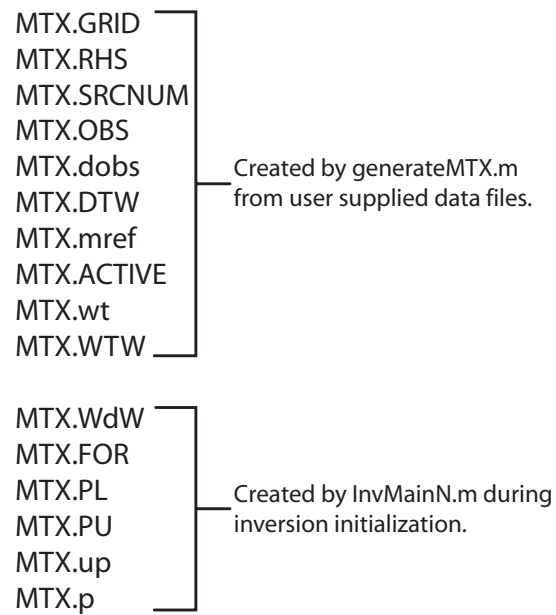 MTX.GRID
MTX.RHS
MTX.SRCNUM
MTX.OBS
MTX.dobs
MTX.DTW
MTX.mref
MTX.ACTIVE
MTX.wt
MTX.WTW
Created by generateMTX.m
from user supplied data files.
MTX.WdW
MTX.FOR
MTX.PL
MTX.PU
MTX.up
MTX.p
Created by InvMainN.m during
inversion initialization.